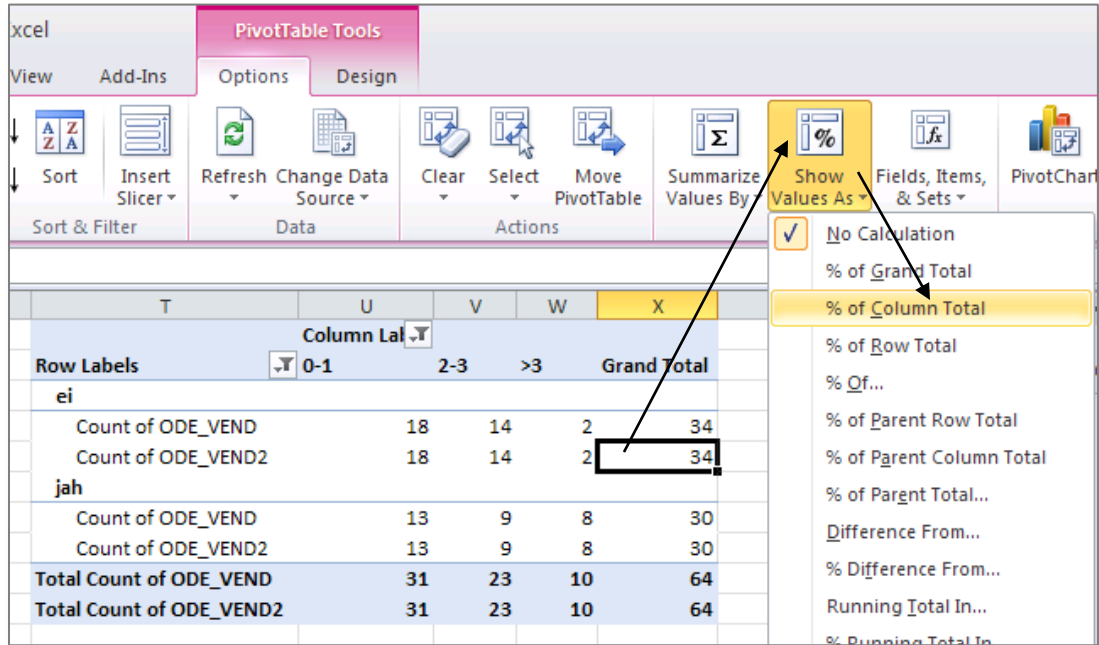 xcel
PivotTable Tools
View Add-Ins Options Design
Sort Insert Slicer Refresh Change Data Source Clear Select Move PivotTable Summarize Values By Show Values As Fields, Items, & Sets PivotChart
Sort & Filter Data Actions
No Calculation
% of Grand Total
% of Column Total
% of Row Total
% Of...
% of Parent Row Total
% of Parent Column Total
% of Parent Total...
Difference From...
% Difference From...
Running Total In...
% Running Total In
T U V W X
Column Lal
Row Labels 0-1 2-3 >3 Grand Total
ei
Count of ODE_VEND 18 14 2 34
Count of ODE_VEND2 18 14 2 34
jah
Count of ODE_VEND 13 9 8 30
Count of ODE_VEND2 13 9 8 30
Total Count of ODE_VEND 31 23 10 64
Total Count of ODE_VEND2 31 23 10 64